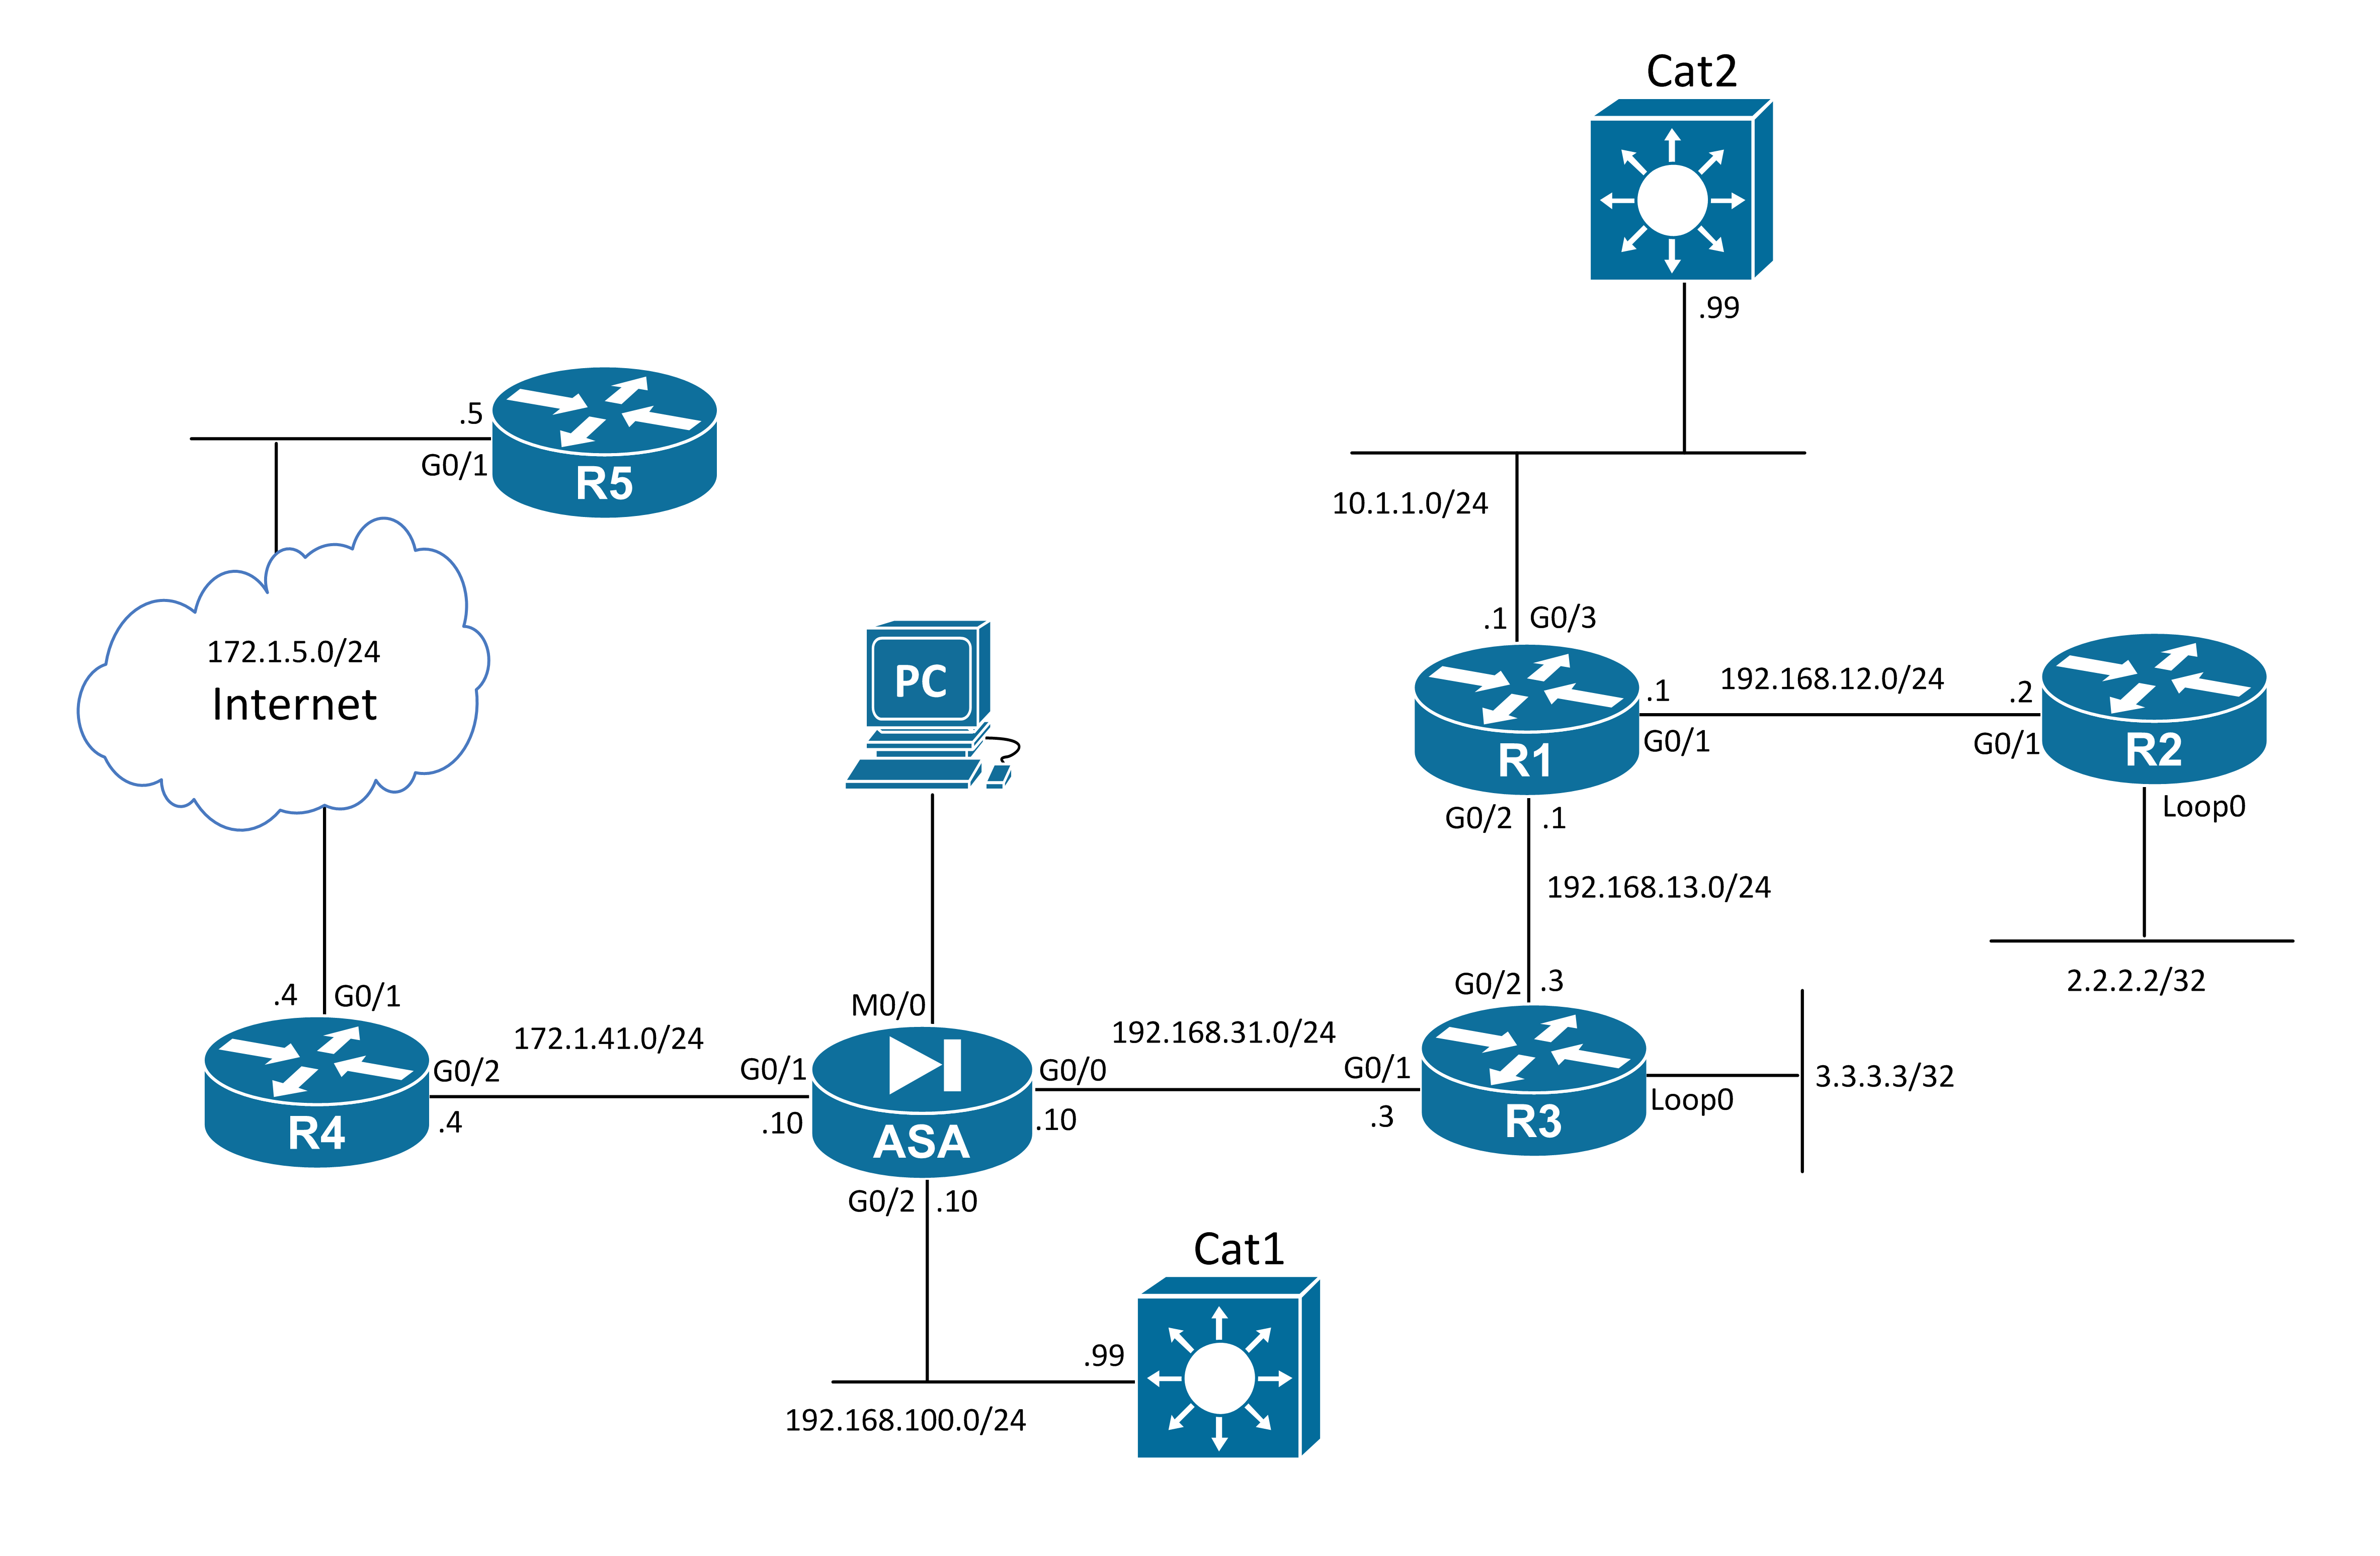 Cat2
.99
.5
G0/1
R5
10.1.1.0/24
172.1.5.0/24
Internet
PC
.1
G0/3
.1
192.168.12.0/24
.2
R1
G0/1
G0/1
R2
G0/2
.1
Loop0
192.168.13.0/24
2.2.2.2/32
.4
G0/1
M0/0
G0/2
.3
172.1.41.0/24
192.168.31.0/24
G0/2
G0/1
G0/0
G0/1
3.3.3.3/32
Loop0
R4
.4
.10
ASA
.10
.3
R3
G0/2
.10
Cat1
.99
192.168.100.0/24